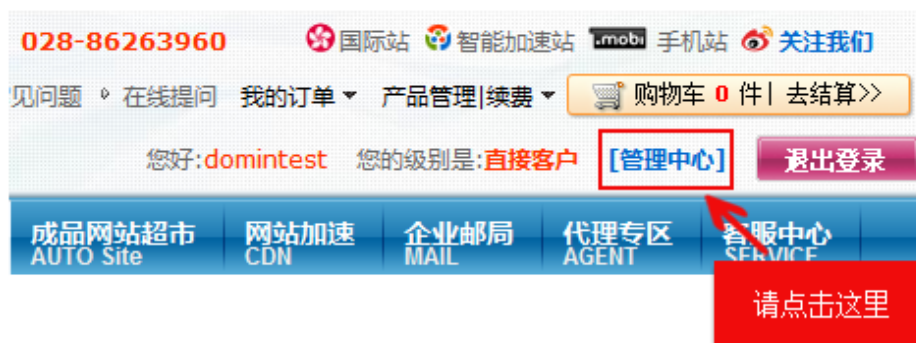 028-86263960 国际站 智能加速站 .mobi 手机站 关注我们
见问题 在线提问 我的订单 产品管理|续费 购物车 0 件| 去结算>>
您好:domintest 您的级别是:直接客户 [管理中心] 退出登录
成品网站超市 网站加速 企业邮局 代理专区 客服中心
AUTO Site CDN MAIL AGENT SERVICE
请点击这里